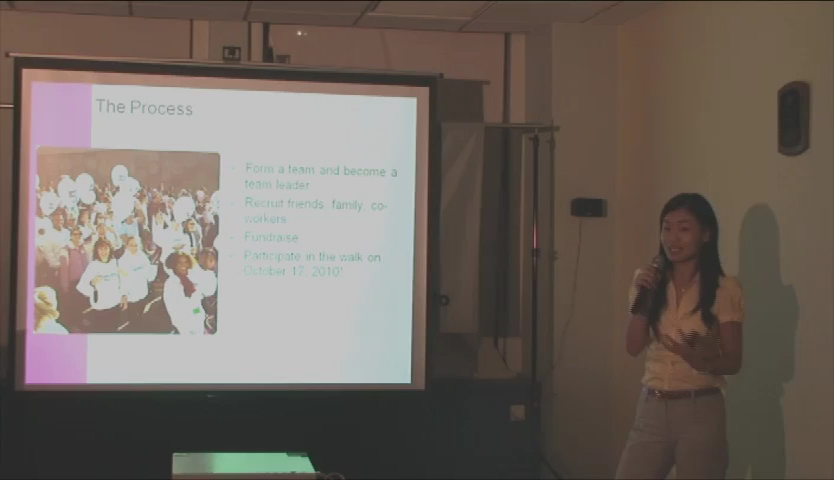 The Process
- Form a team and become a
team leader
- Recruit friends, family, co-
workers
- Fundraise
- Participate in the walk on
October 17, 2010!